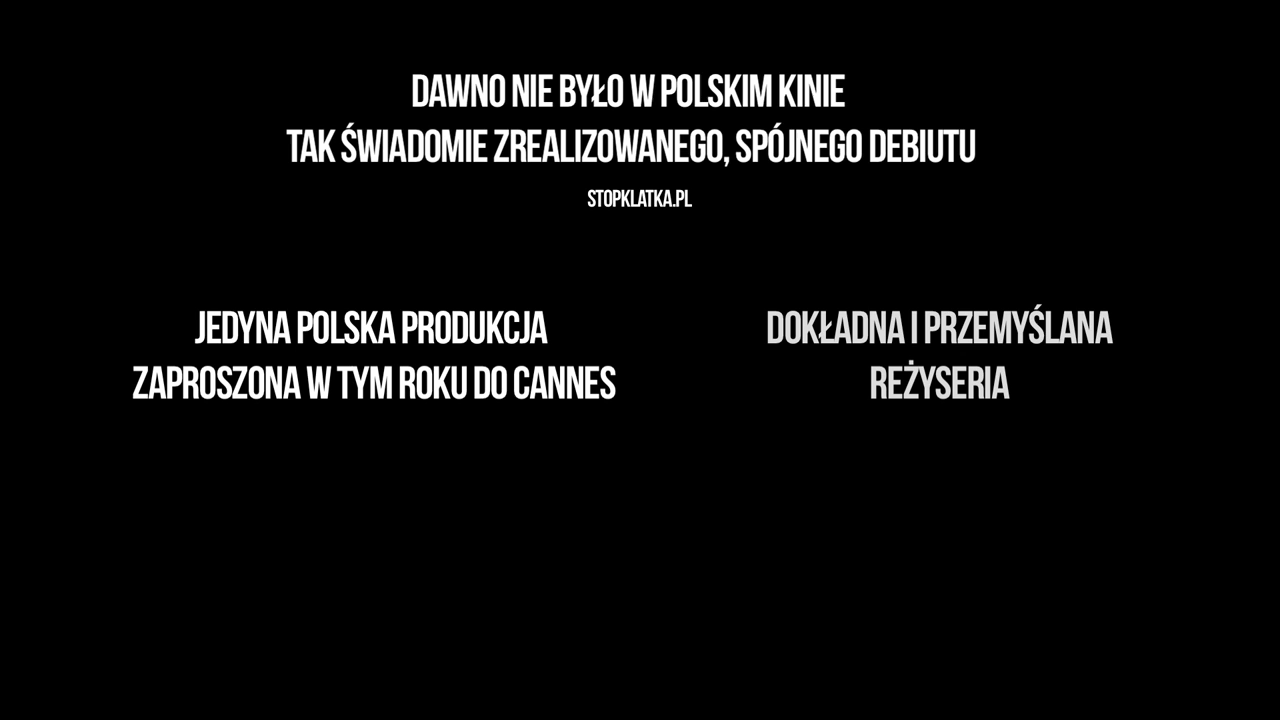 DAWNO NIE BYŁO W POLSKIM KINIE
TAK ŚWIADOMIE ZREALIZOWANEGO, SPÓJNEGO DEBIUTU
STOPKLATKA.PL
JEDYNA POLSKA PRODUKCJA
ZAPROSZONA W TYM ROKU DO CANNES
DOKŁADNA I PRZEMYŚLANA
REŻYSERIA